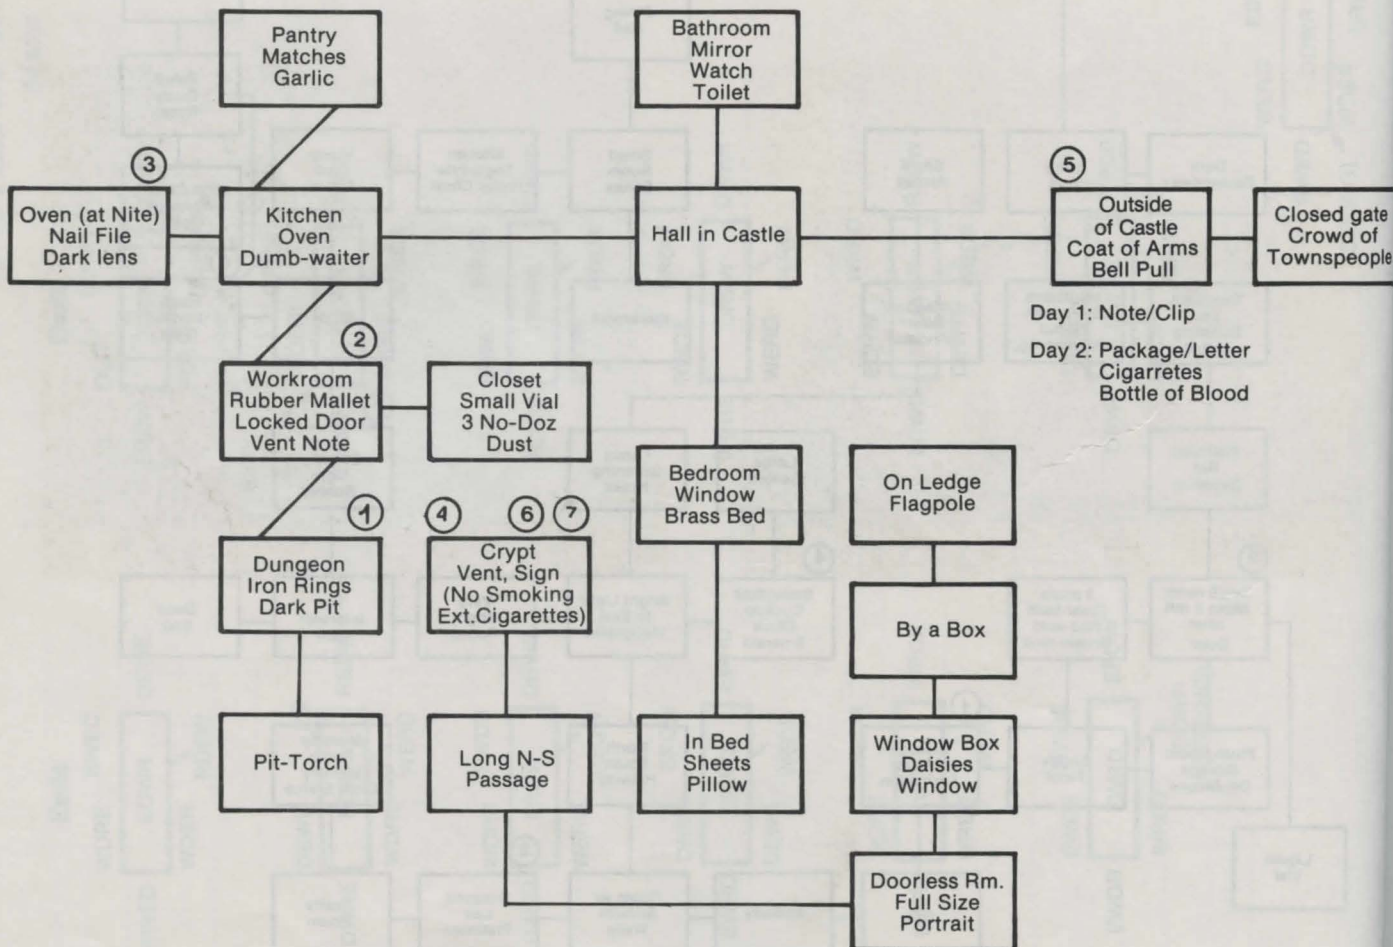 Pantry
Matches
Garlic
Bathroom
Mirror
Watch
Toilet
3
Oven (at Nite)
Nail File
Dark lens
Kitchen
Oven
Dumb-waiter
Hall in Castle
5
Outside
of Castle
Coat of Arms
Bell Pull
Closed gate
Crowd of
Townspeople
Day 1: Note/Clip
Day 2: Package/Letter
Cigarretes
Bottle of Blood
2
Workroom
Rubber Mallet
Locked Door
Vent Note
Closet
Small Vial
3 No-Doz
Dust
Bedroom
Window
Brass Bed
On Ledge
Flagpole
1
Dungeon
Iron Rings
Dark Pit
4
6
7
Crypt
Vent, Sign
(No Smoking
Ext.Cigarettes)
By a Box
Pit-Torch
Long N-S
Passage
In Bed
Sheets
Pillow
Window Box
Daisies
Window
Doorless Rm.
Full Size
Portrait